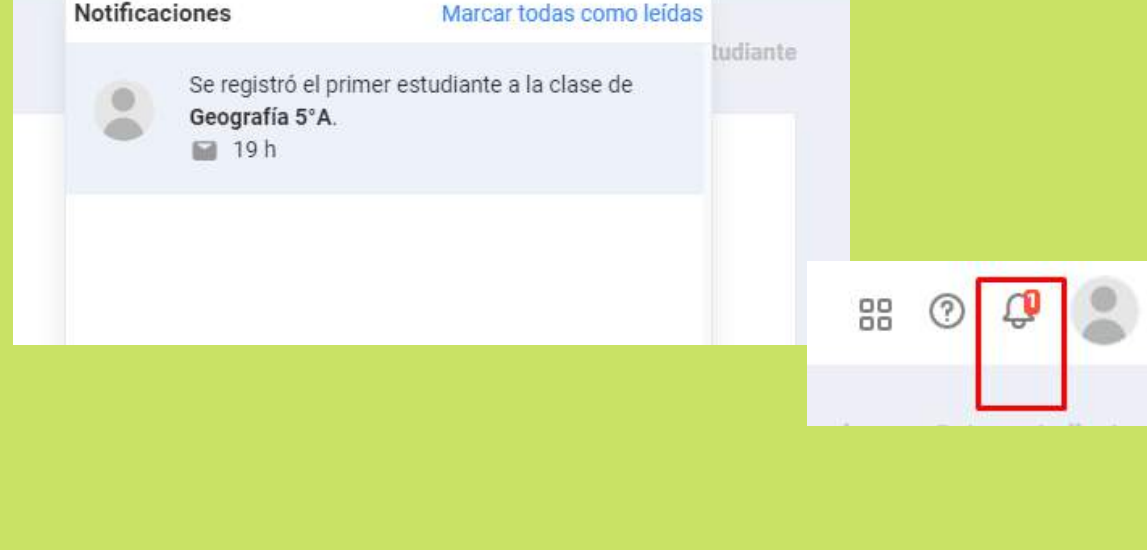 Notificaciones Marcar todas como leídas
tudiante
Se registró el primer estudiante a la clase de
Geografía 5°A.
19 h
1